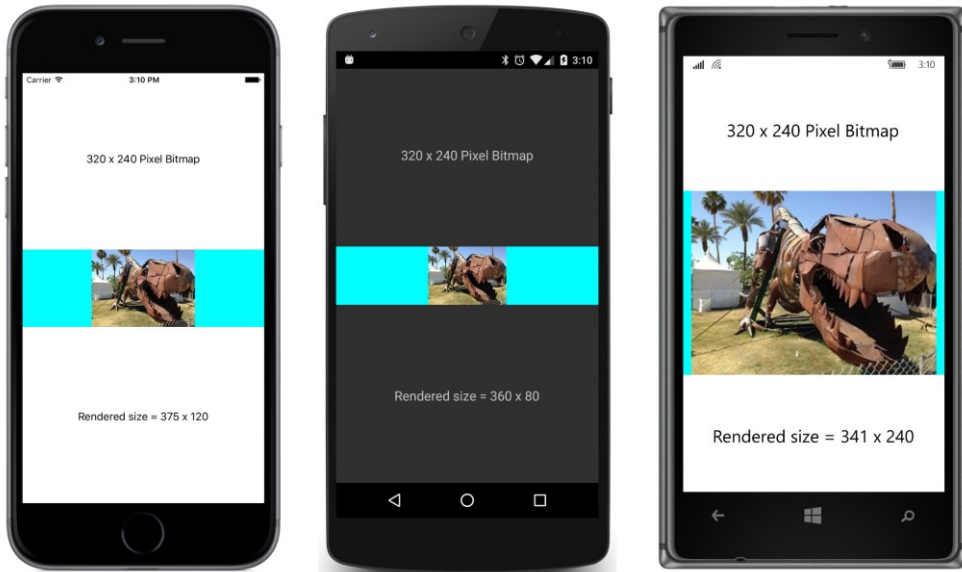 Carrier 3:10 PM
320 x 240 Pixel Bitmap
Rendered size = 375 x 120
3:10
320 x 240 Pixel Bitmap
Rendered size = 360 x 80
3:10
320 x 240 Pixel Bitmap
Rendered size = 341 x 240